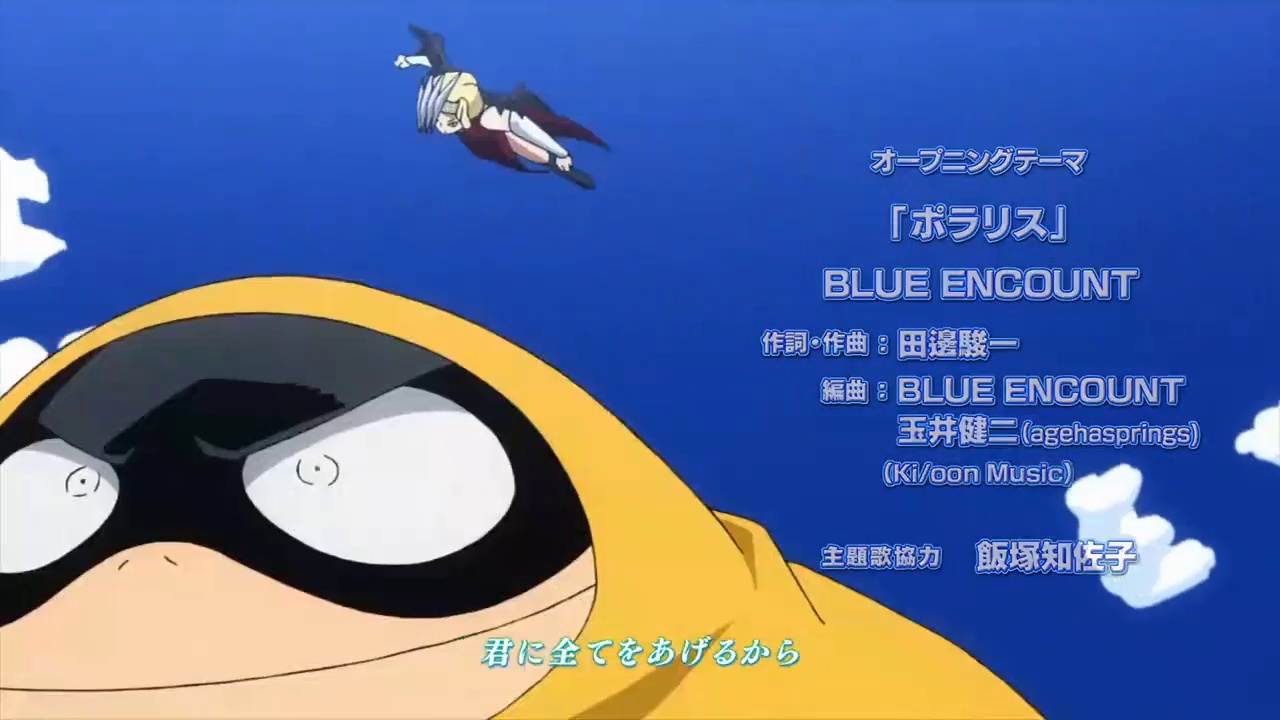 オープニングテーマ
「ポラリス」
BLUE ENCOUNT
作詞・作曲：田邊駿一
編曲：BLUE ENCOUNT
玉井健二(agehasprings)
(Ki/oon Music)
主題歌協力　飯塚知佐子
君に全てをあげるから